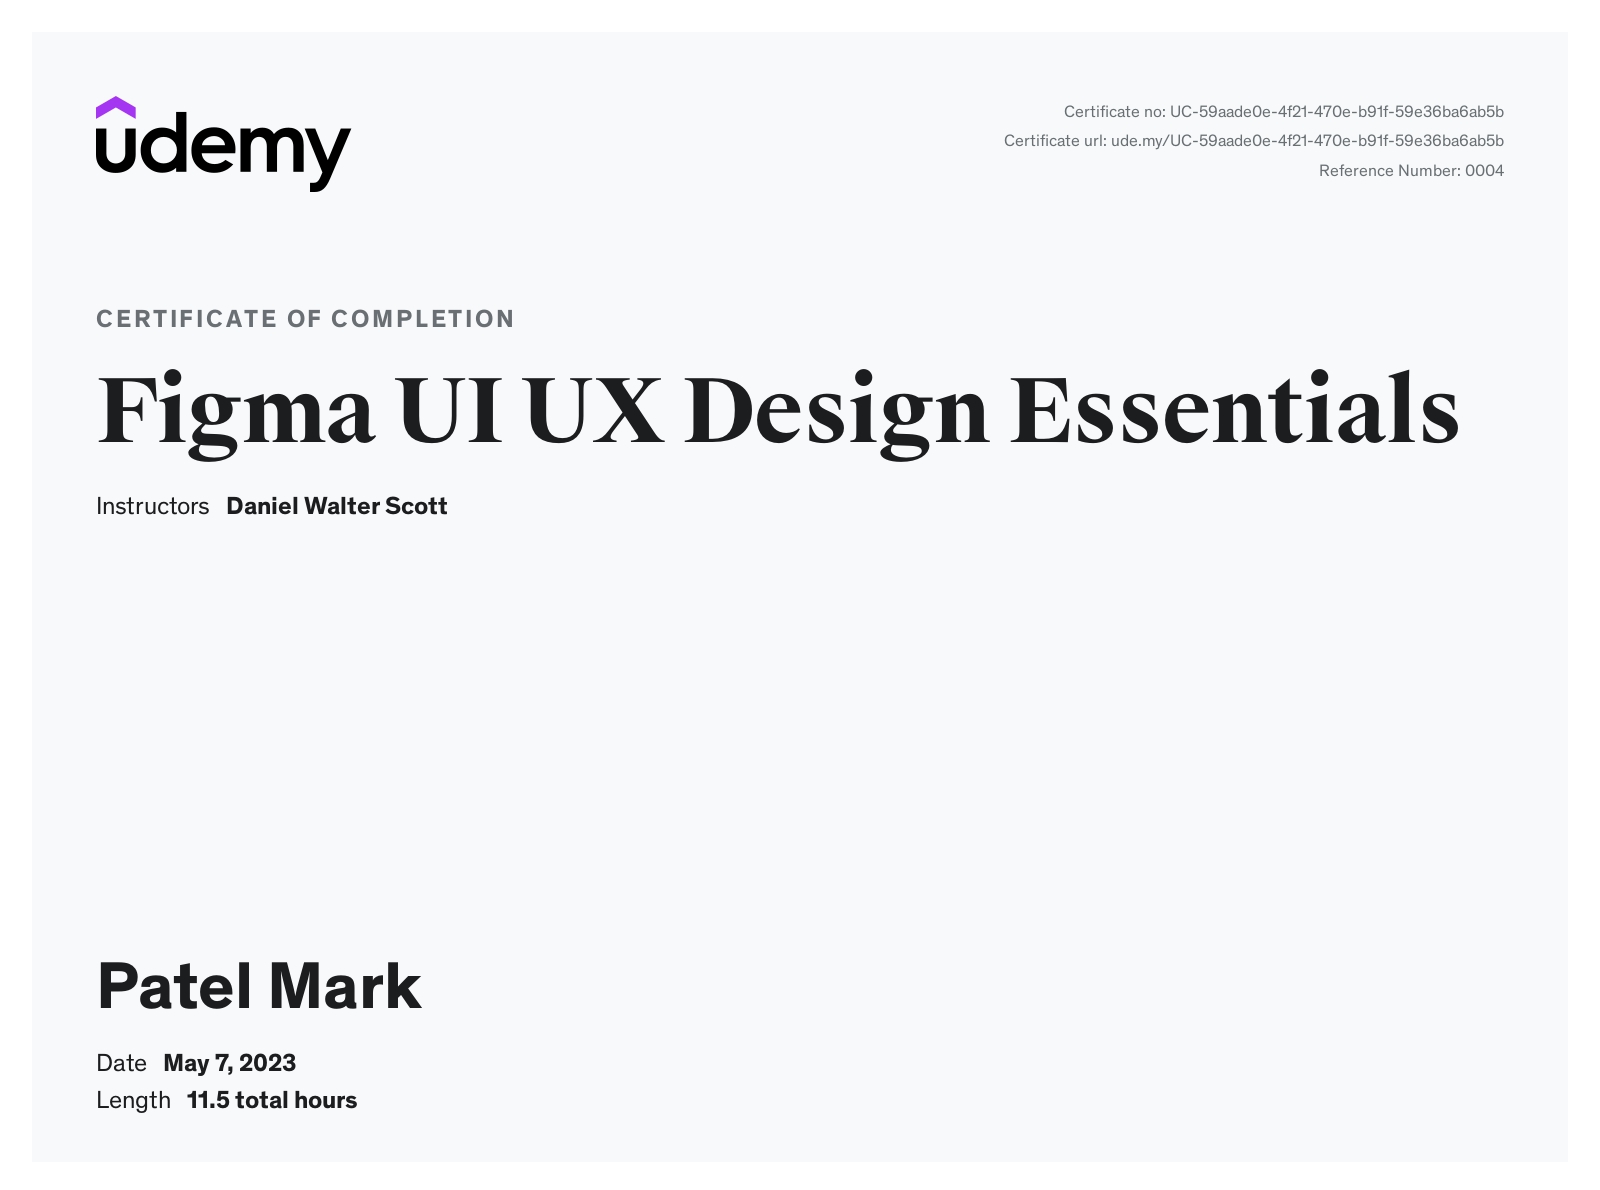 udemy
Certificate no: UC-59aade0e-4f21-470e-b91f-59e36ba6ab5b
Certificate url: ude.my/UC-59aade0e-4f21-470e-b91f-59e36ba6ab5b
Reference Number: 0004
CERTIFICATE OF COMPLETION
Figma UI UX Design Essentials
Instructors Daniel Walter Scott
Patel Mark
Date May 7, 2023
Length 11.5 total hours